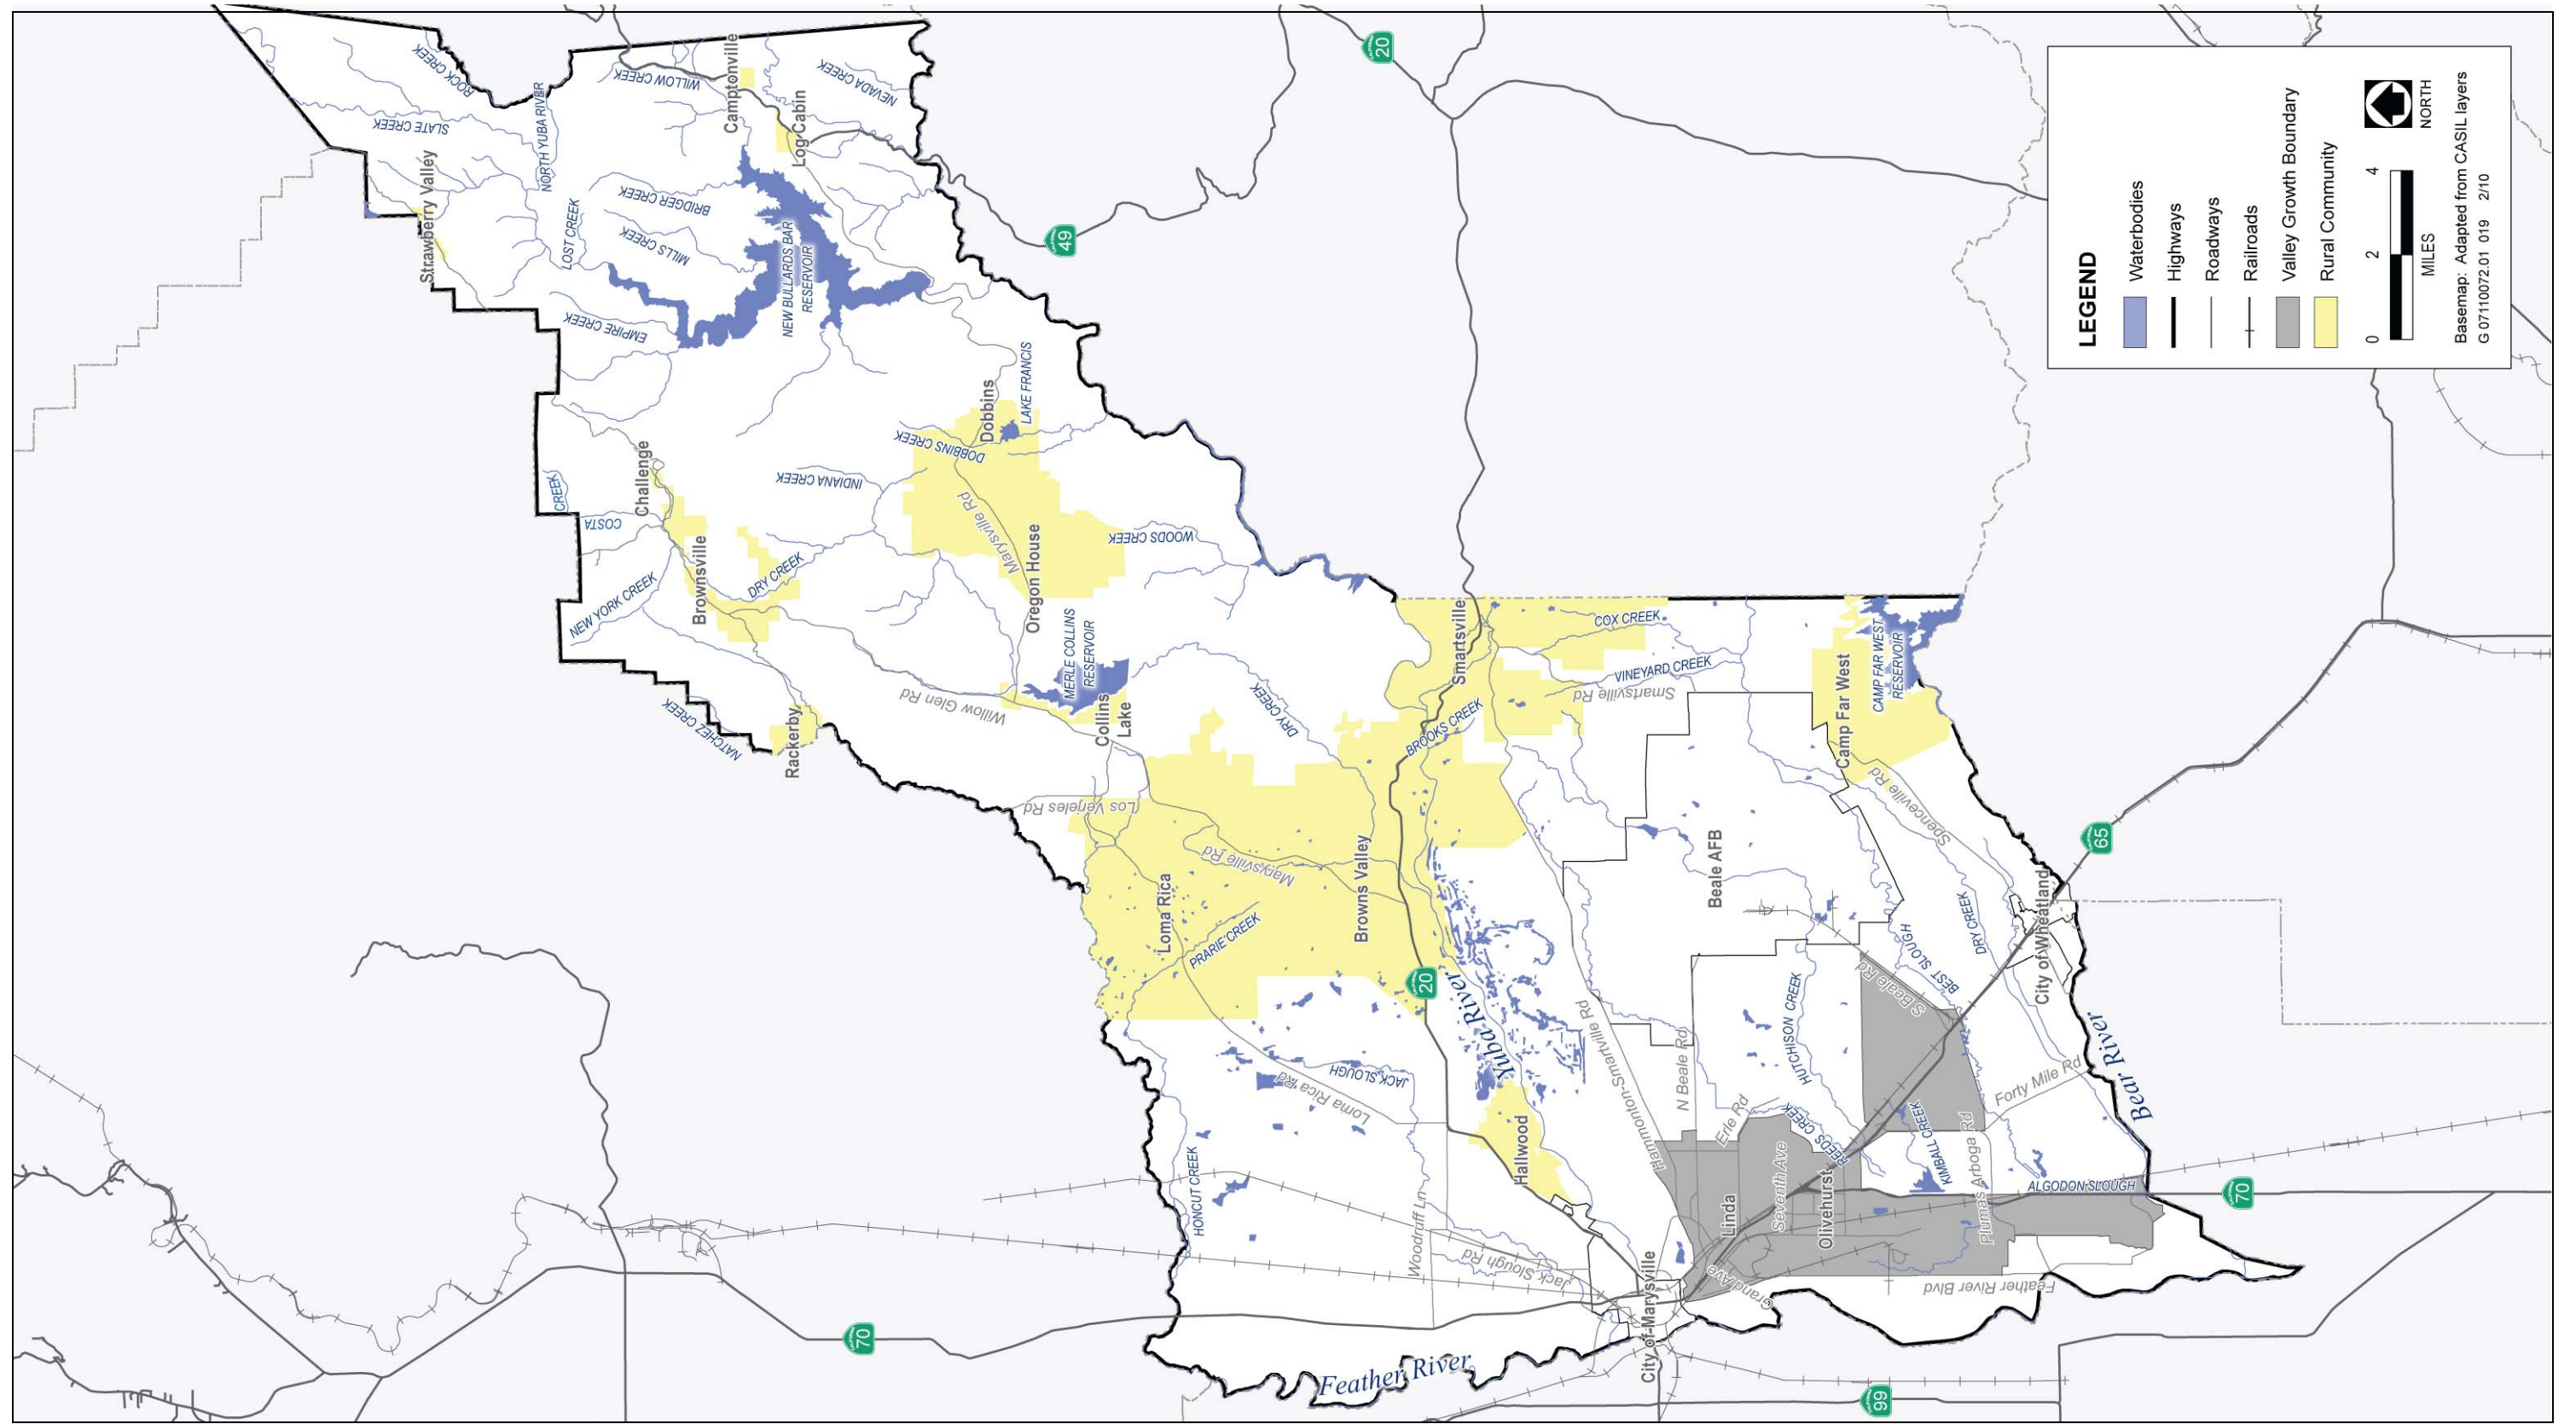 ROCK CREEK
SLATE CREEK
Strawberry Valley
NORTH YUBA RIVER
WILLOW CREEK
Camptonville
Log Cabin
NEVADA CREEK
20
LOST CREEK
BRIDGER CREEK
MILLS CREEK
EMPIRE CREEK
NEW BULLARDS BAR
RESERVOIR
49
Challenge
CREEK
COSTA
NEW YORK CREEK
Brownsville
DRY CREEK
INDIANA CREEK
DOBBINS CREEK
Dobbins
LAKE FRANCIS
Marysville Rd
Oregon House
WOODS CREEK
NATCHEZ CREEK
Rackerby
Willow Glen Rd
MERLE COLLINS
RESERVOIR
Collins
Lake
DRY CREEK
Smartsville
BROOKS CREEK
COX CREEK
VINEYARD CREEK
Smartsville Rd
Camp Far West
CAMP FAR WEST
RESERVOIR
Los Verjeles Rd
Loma Rica
PRARIE CREEK
Marysville Rd
Browns Valley
20
Yuba River
Beale AFB
Spenceville Rd
65
City of Wheatland
DRY CREEK
BEST SLOUGH
S Beale Rd
HUTCHISON CREEK
Hammonton-Smartville Rd
N Beale Rd
Erle Rd
JACK SLOUGH
Loma Rica Rd
HONCUT CREEK
Hallwood
Woodruff Ln
Jack Slough Rd
Linda
Seventh Ave
Olivehurst
REEDS CREEK
KIMBALL CREEK
Plumas Arboga Rd
Forty Mile Rd
Bear River
ALGODON SLOUGH
70
Grand Ave
Feather River Blvd
City of Marysville
Feather River
70
99
LEGEND
Waterbodies
Highways
Roadways
Railroads
Valley Growth Boundary
Rural Community
0 2 4
MILES
NORTH
Basemap: Adapted from CASIL layers
G 07110072.01 019 2/10